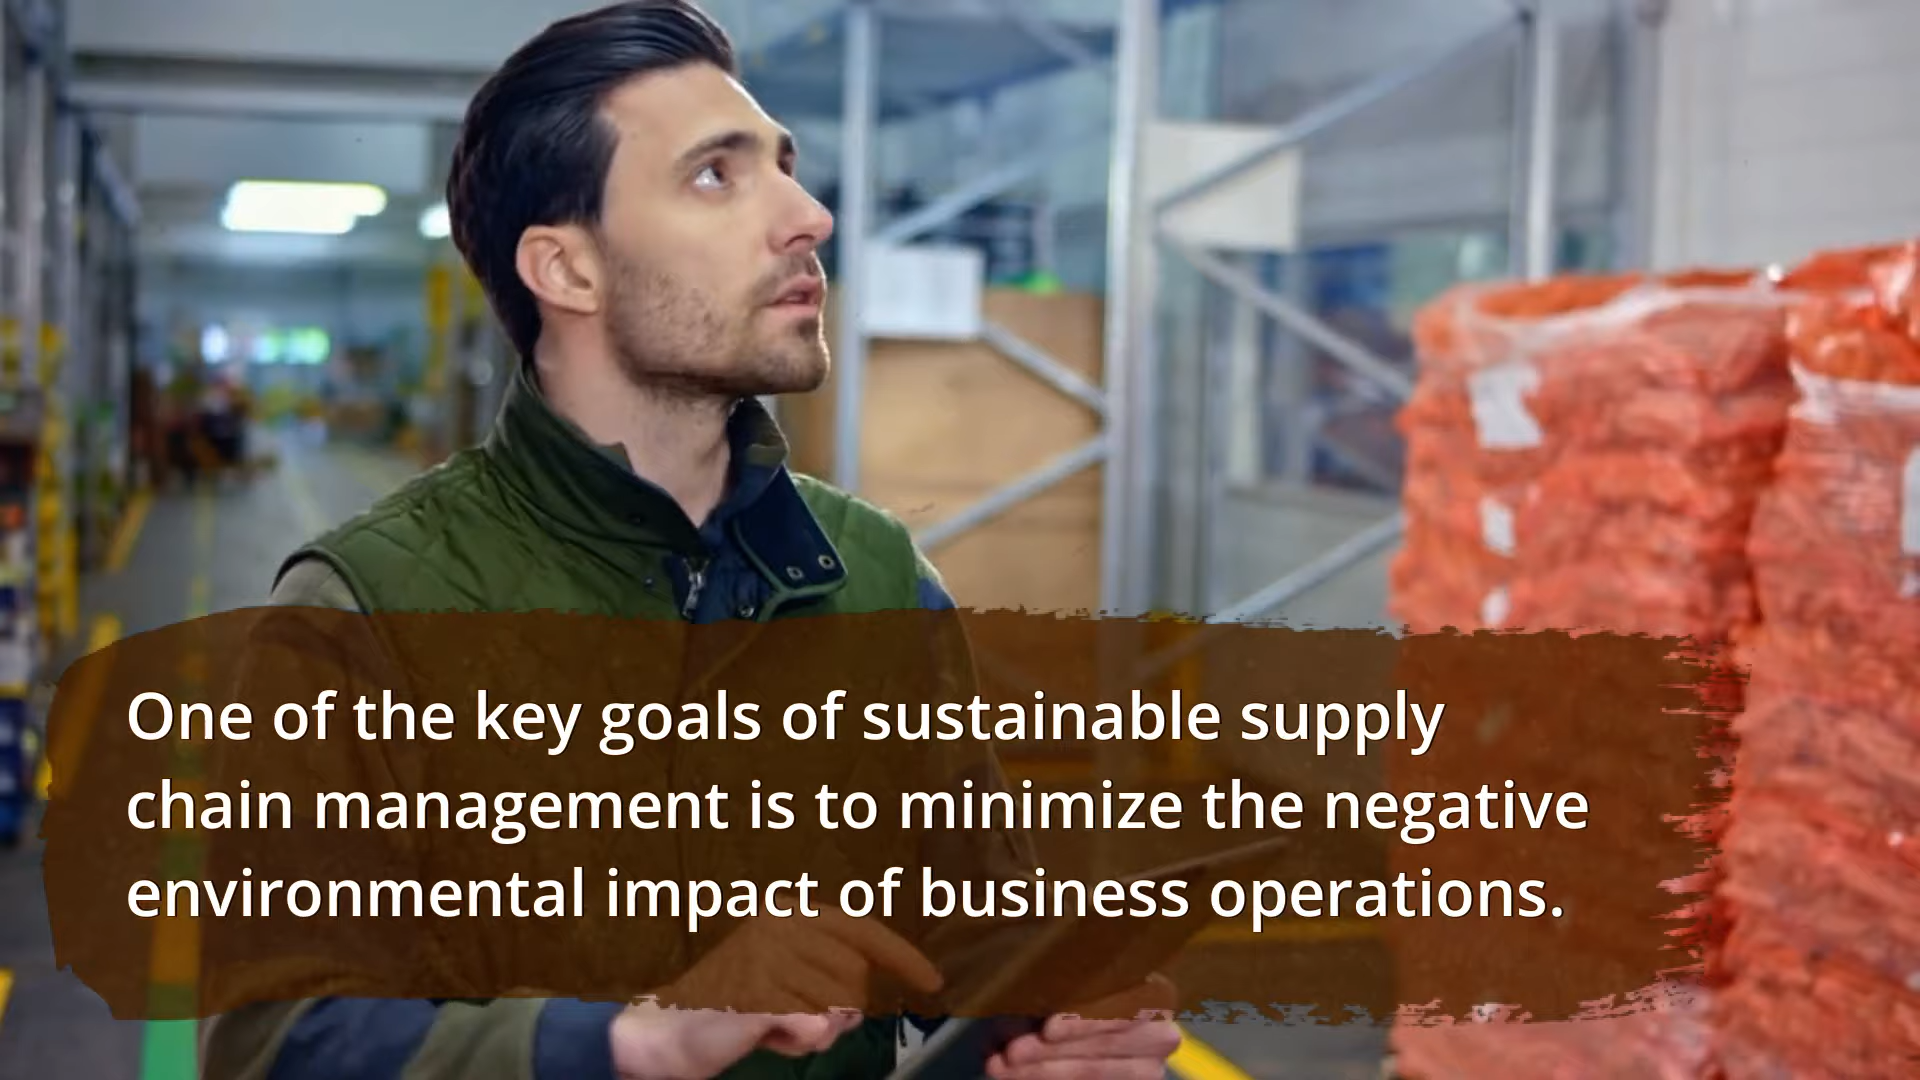 One of the key goals of sustainable supply
chain management is to minimize the negative
environmental impact of business operations.